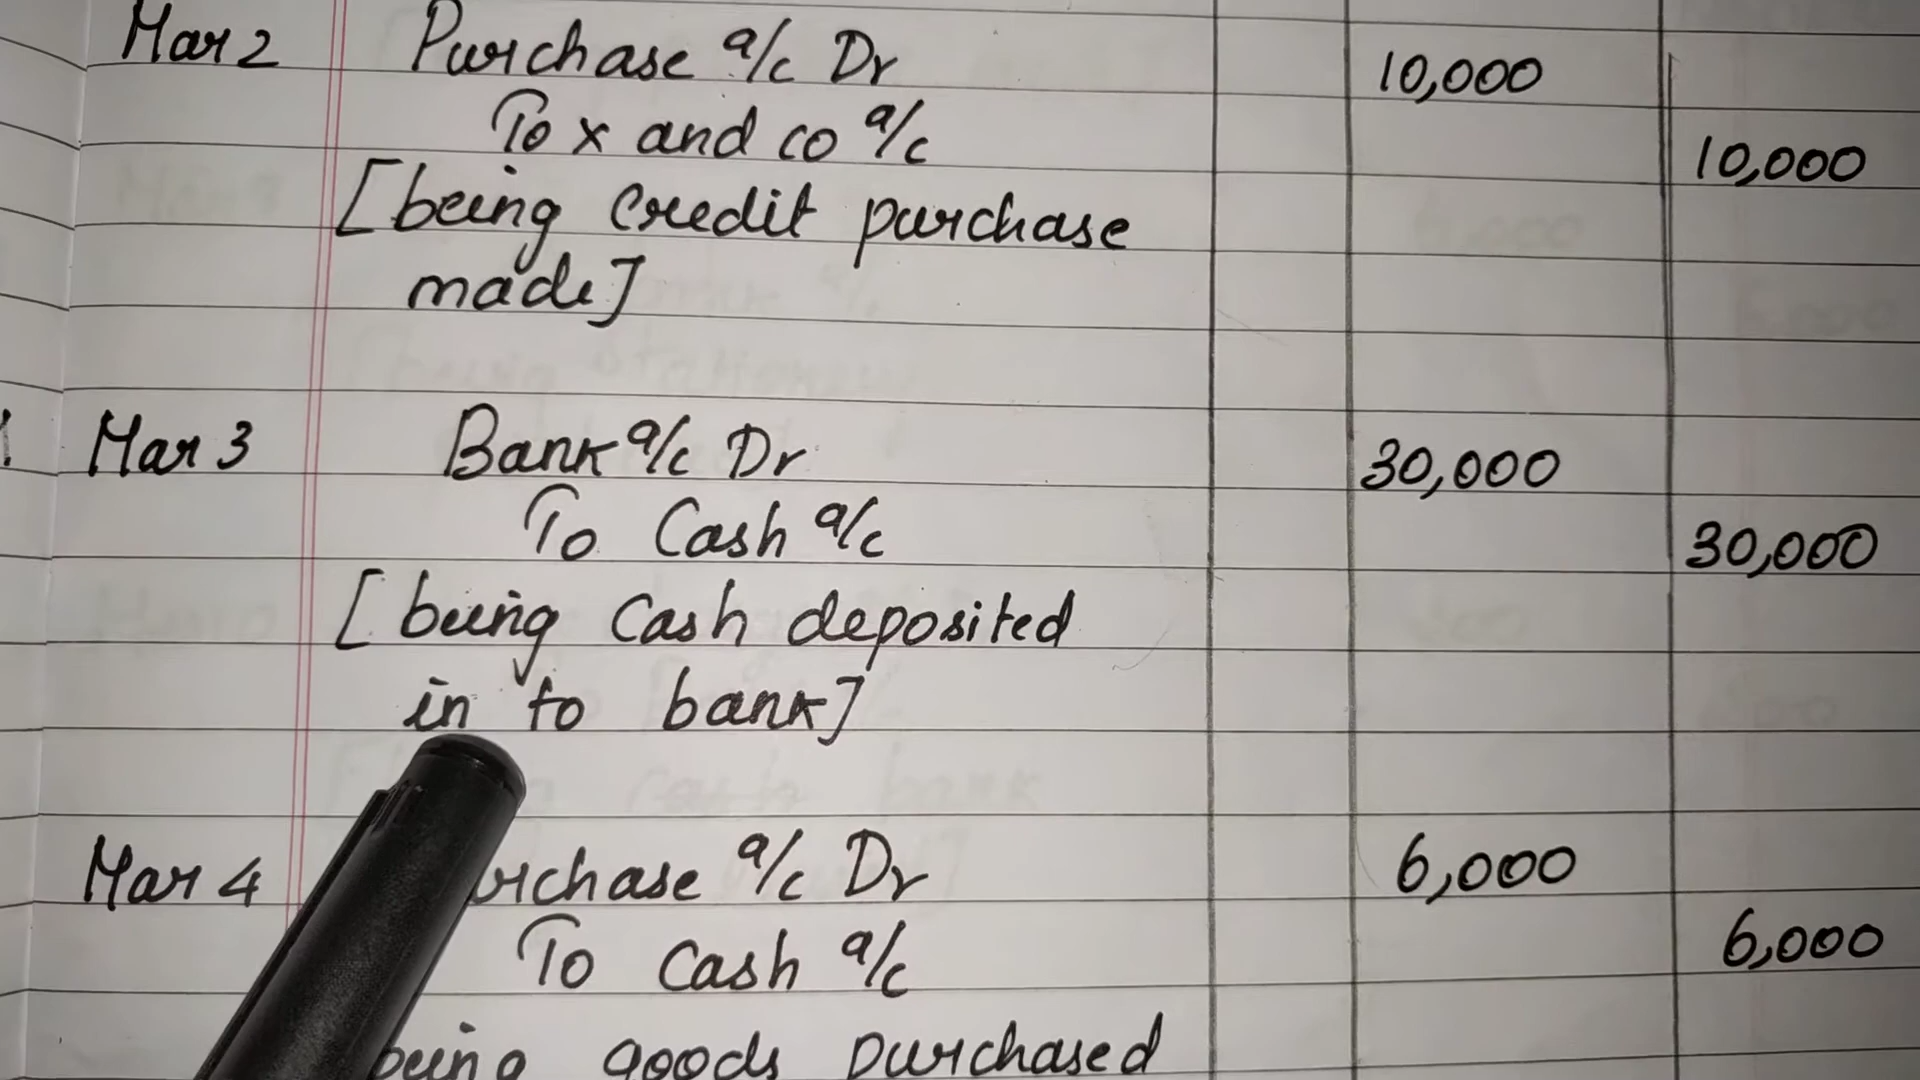 Mar 2 Purchase a/c Dr 10,000
To x and co a/c 10,000
[being credit purchase
made]
Mar 3 Bank a/c Dr 30,000
To Cash a/c 30,000
[being Cash deposited
in to bank]
Mar 4 urchase a/c Dr 6,000
To Cash a/c 6,000
being goods purchased